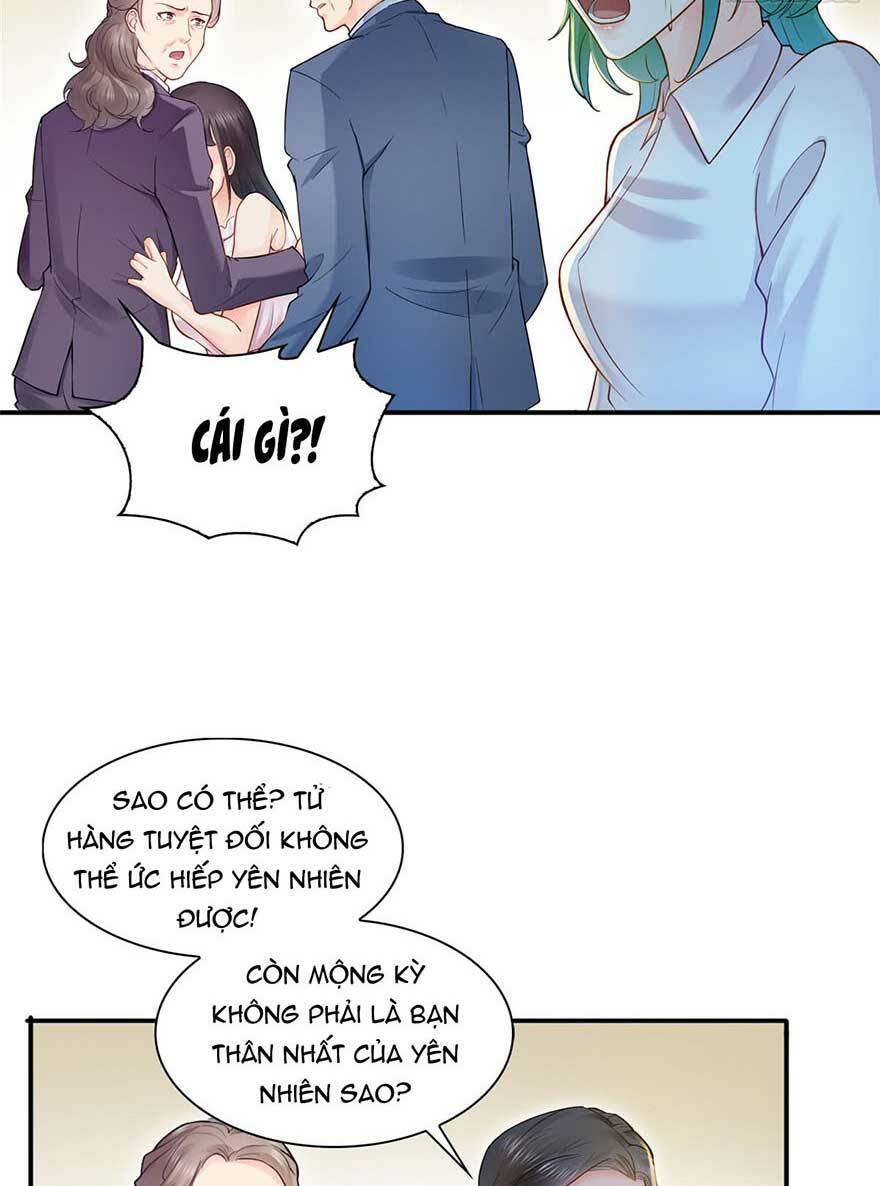 CÁI GÌ?!
SAO CÓ THỂ? TỬ
HÀNG TUYỆT ĐỐI KHÔNG
THỂ ỨC HIẾP YÊN NHIÊN
ĐƯỢC!
CÒN MỘNG KỲ
KHÔNG PHẢI LÀ BẠN
THÂN NHẤT CỦA YÊN
NHIÊN SAO?